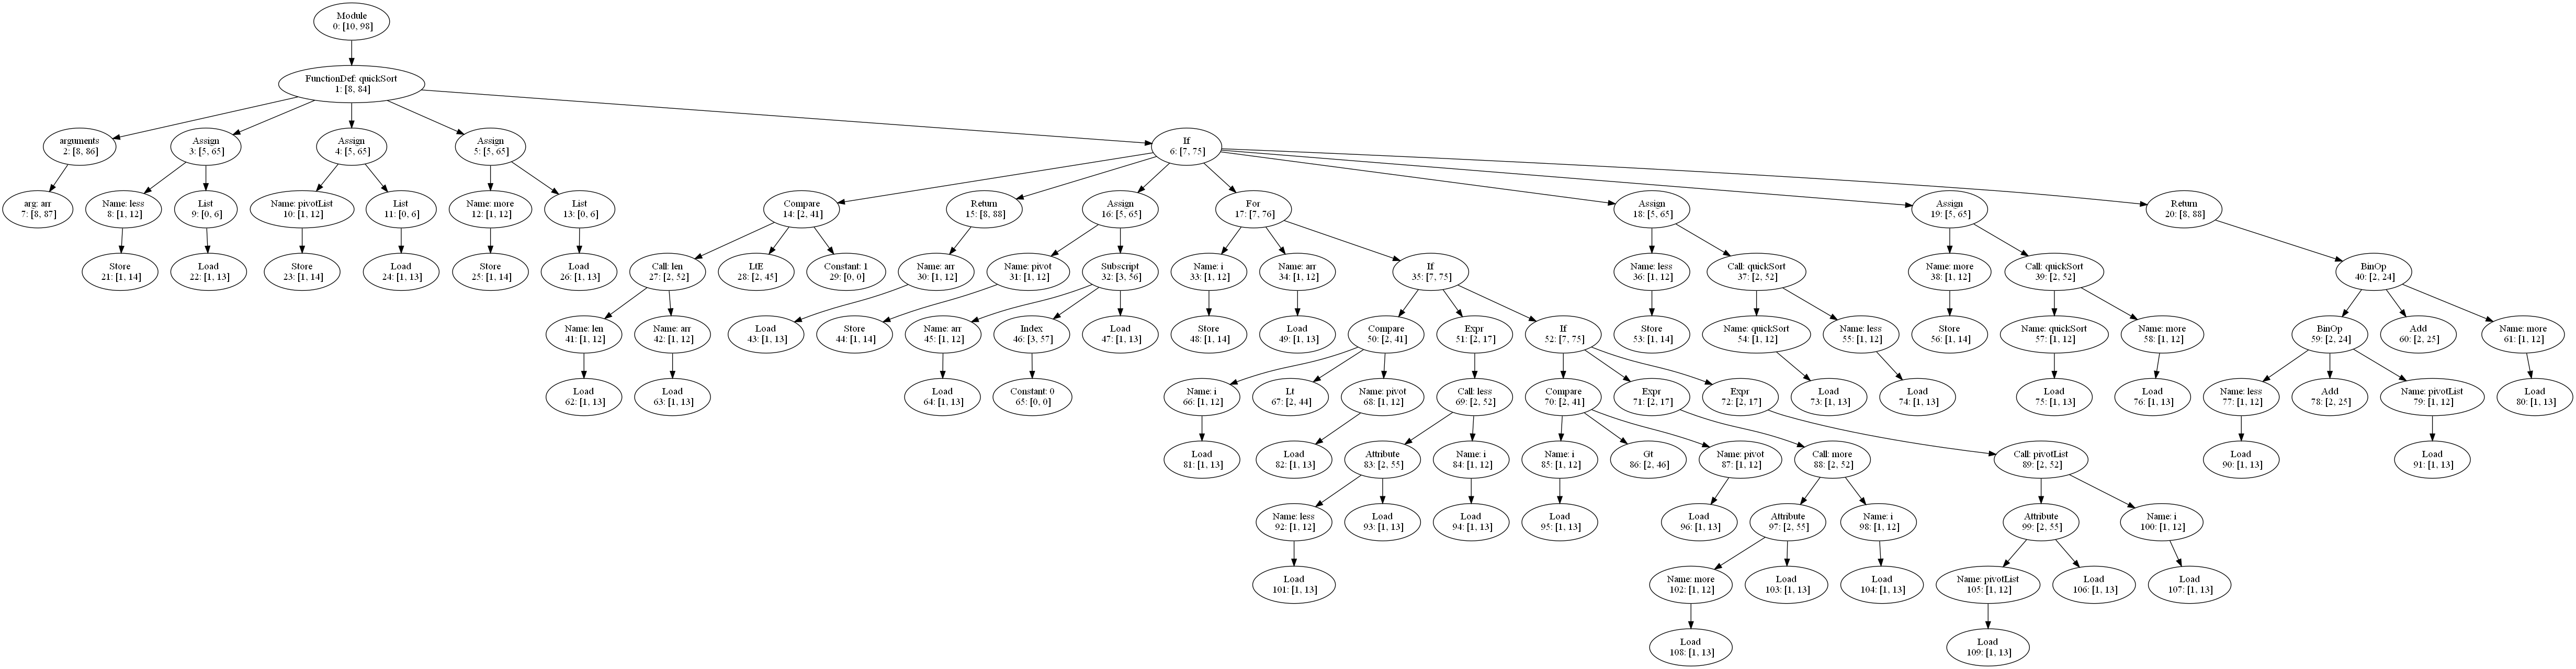 Module
0: [10, 98]
FunctionDef: quickSort
1: [8, 84]
arguments
2: [8, 86]
Assign
3: [5, 65]
Assign
4: [5, 65]
Assign
5: [5, 65]
If
6: [7, 75]
arg: arr
7: [8, 87]
Name: less
8: [1, 12]
List
9: [0, 6]
Name: pivotList
10: [1, 12]
List
11: [0, 6]
Name: more
12: [1, 12]
List
13: [0, 6]
Compare
14: [2, 41]
Return
15: [8, 88]
Assign
16: [5, 65]
For
17: [7, 76]
Assign
18: [5, 65]
Assign
19: [5, 65]
Return
20: [8, 88]
Store
21: [1, 14]
Load
22: [1, 13]
Store
23: [1, 14]
Load
24: [1, 13]
Store
25: [1, 14]
Load
26: [1, 13]
Call: len
27: [2, 52]
LtE
28: [2, 45]
Constant: 1
29: [0, 0]
Name: arr
30: [1, 12]
Name: pivot
31: [1, 12]
Subscript
32: [3, 56]
Name: i
33: [1, 12]
Name: arr
34: [1, 12]
If
35: [7, 75]
Name: less
36: [1, 12]
Call: quickSort
37: [2, 52]
Name: more
38: [1, 12]
Call: quickSort
39: [2, 52]
BinOp
40: [2, 24]
Name: len
41: [1, 12]
Name: arr
42: [1, 12]
Load
43: [1, 13]
Store
44: [1, 14]
Name: arr
45: [1, 12]
Index
46: [3, 57]
Load
47: [1, 13]
Store
48: [1, 14]
Load
49: [1, 13]
Compare
50: [2, 41]
Expr
51: [2, 17]
If
52: [7, 75]
Store
53: [1, 14]
Name: quickSort
54: [1, 12]
Name: less
55: [1, 12]
Store
56: [1, 14]
Name: quickSort
57: [1, 12]
Name: more
58: [1, 12]
BinOp
59: [2, 24]
Add
60: [2, 25]
Name: more
61: [1, 12]
Load
62: [1, 13]
Load
63: [1, 13]
Load
64: [1, 13]
Constant: 0
65: [0, 0]
Name: i
66: [1, 12]
Lt
67: [2, 44]
Name: pivot
68: [1, 12]
Call: less
69: [2, 52]
Compare
70: [2, 41]
Expr
71: [2, 17]
Expr
72: [2, 17]
Load
73: [1, 13]
Load
74: [1, 13]
Load
75: [1, 13]
Load
76: [1, 13]
Name: less
77: [1, 12]
Add
78: [2, 25]
Name: pivotList
79: [1, 12]
Load
80: [1, 13]
Load
81: [1, 13]
Load
82: [1, 13]
Attribute
83: [2, 55]
Name: i
84: [1, 12]
Name: i
85: [1, 12]
Gt
86: [2, 46]
Name: pivot
87: [1, 12]
Call: more
88: [2, 52]
Call: pivotList
89: [2, 52]
Load
90: [1, 13]
Load
91: [1, 13]
Name: less
92: [1, 12]
Load
93: [1, 13]
Load
94: [1, 13]
Load
95: [1, 13]
Load
96: [1, 13]
Attribute
97: [2, 55]
Name: i
98: [1, 12]
Attribute
99: [2, 55]
Name: i
100: [1, 12]
Load
101: [1, 13]
Name: more
102: [1, 12]
Load
103: [1, 13]
Load
104: [1, 13]
Name: pivotList
105: [1, 12]
Load
106: [1, 13]
Load
107: [1, 13]
Load
108: [1, 13]
Load
109: [1, 13]